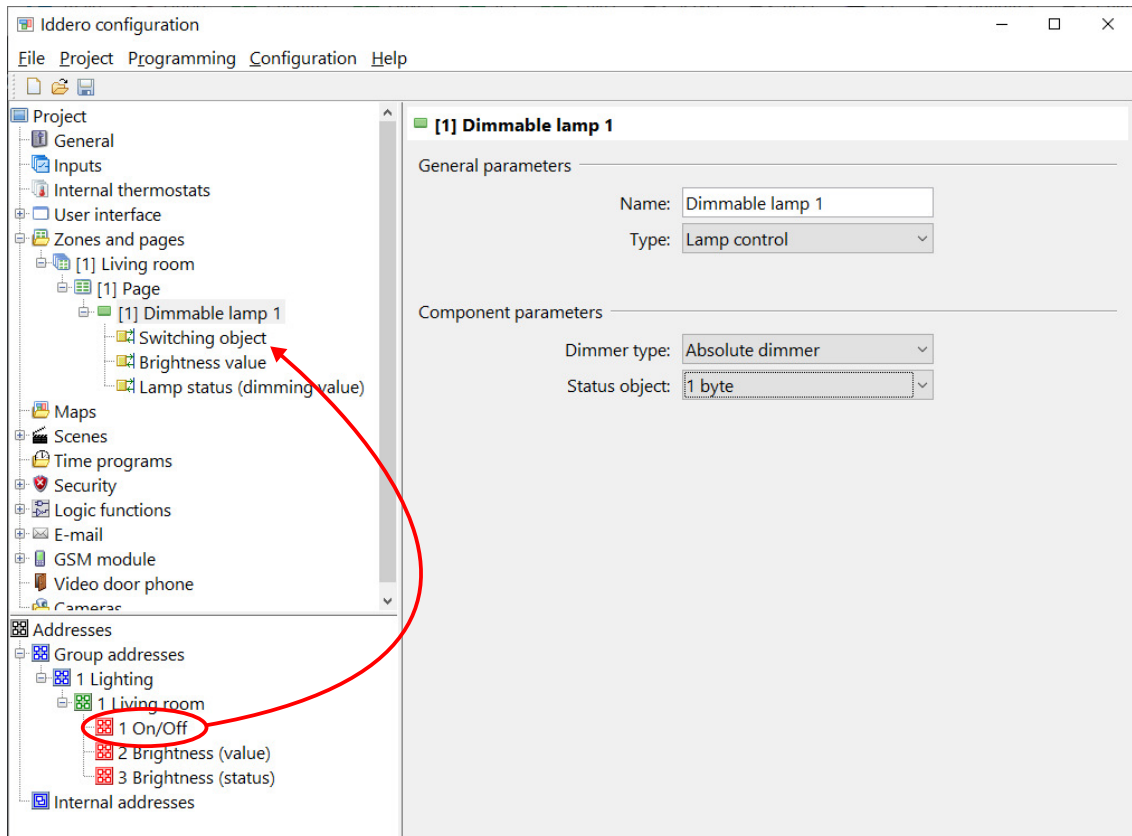 Iddero configuration
File Project Programming Configuration Help
Project
General
Inputs
Internal thermostats
User interface
Zones and pages
[1] Living room
[1] Page
[1] Dimmable lamp 1
Switching object
Brightness value
Lamp status (dimming value)
Maps
Scenes
Time programs
Security
Logic functions
E-mail
GSM module
Video door phone
Cameras
Addresses
Group addresses
1 Lighting
1 Living room
1 On/Off
2 Brightness (value)
3 Brightness (status)
Internal addresses
[1] Dimmable lamp 1
General parameters
Name: Dimmable lamp 1
Type: Lamp control
Component parameters
Dimmer type: Absolute dimmer
Status object: 1 byte